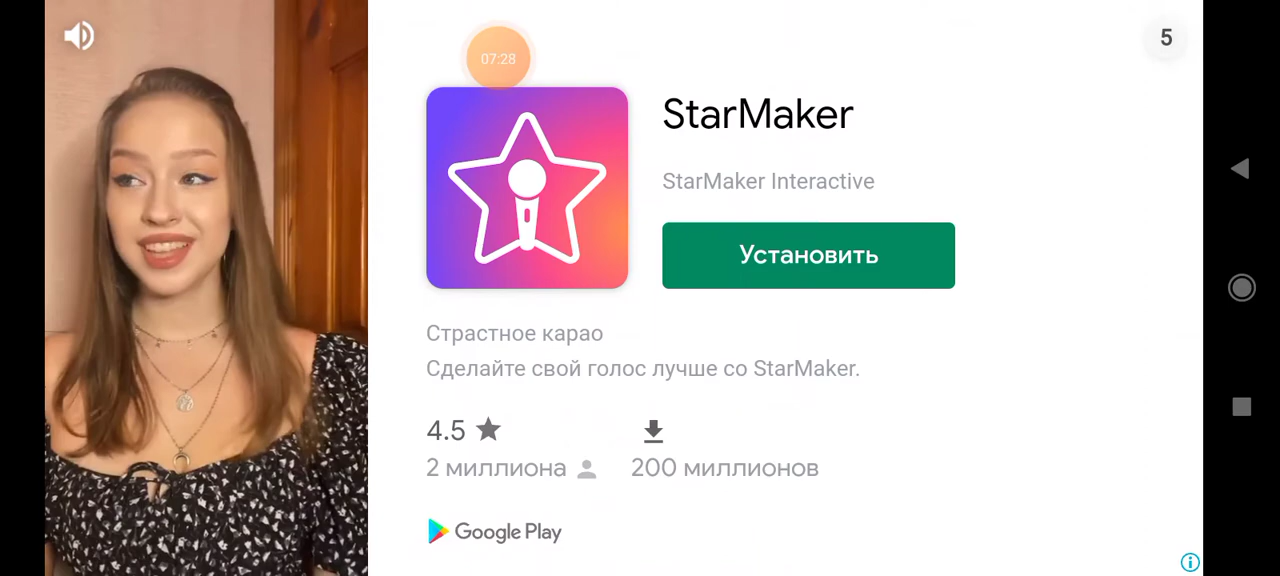 07:28
5
StarMaker
StarMaker Interactive
Установить
Страстное карао
Сделайте свой голос лучше со StarMaker.
4.5
2 миллиона
200 миллионов
Google Play